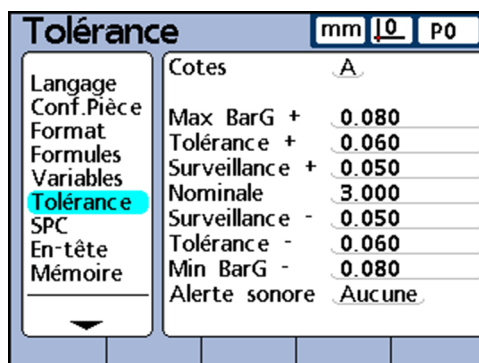 Tolérance
mm 0 P0
Langage
Conf.Pièce
Format
Formules
Variables
Tolérance
SPC
En-tête
Mémoire
Cotes A
Max BarG + 0.080
Tolérance + 0.060
Surveillance + 0.050
Nominale 3.000
Surveillance - 0.050
Tolérance - 0.060
Min BarG - 0.080
Alerte sonore Aucune